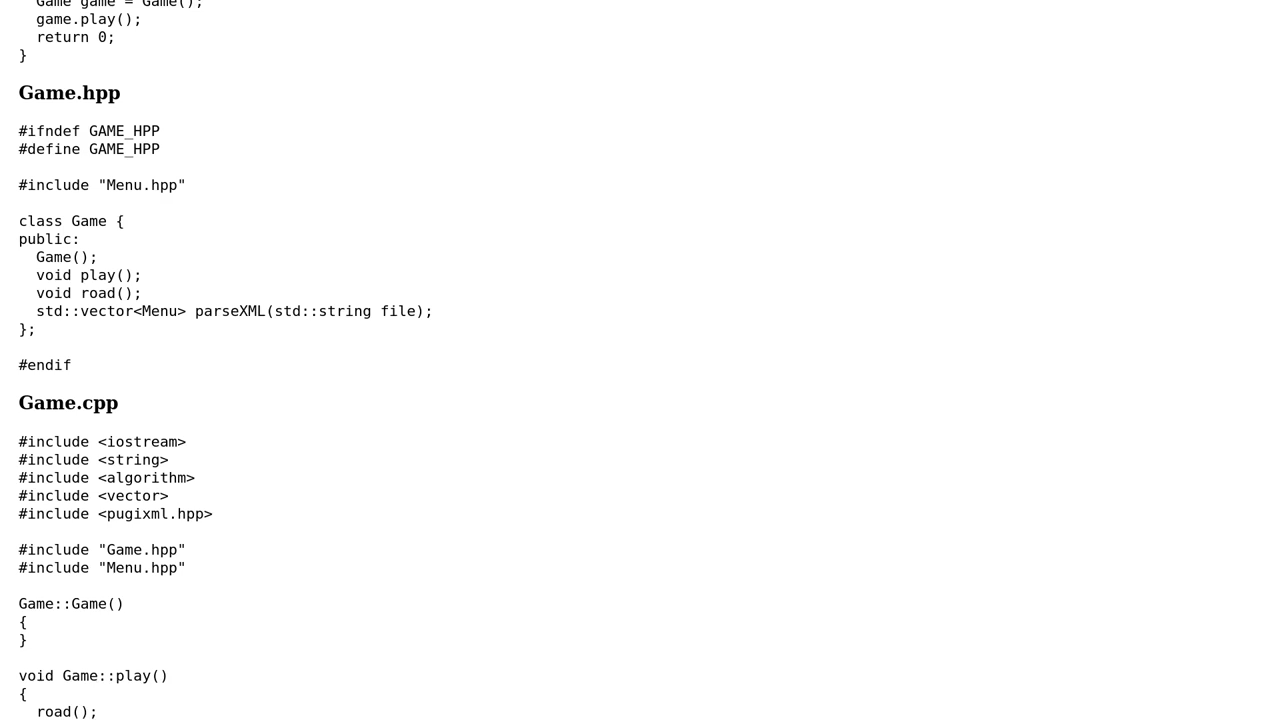 Game game = Game();
game.play();
return 0;
}
Game.hpp
#ifndef GAME_HPP
#define GAME_HPP
#include "Menu.hpp"
class Game {
public:
Game();
void play();
void road();
std::vector<Menu> parseXML(std::string file);
};
#endif
Game.cpp
#include <iostream>
#include <string>
#include <algorithm>
#include <vector>
#include <pugixml.hpp>
#include "Game.hpp"
#include "Menu.hpp"
Game::Game()
{
}
void Game::play()
{
road();